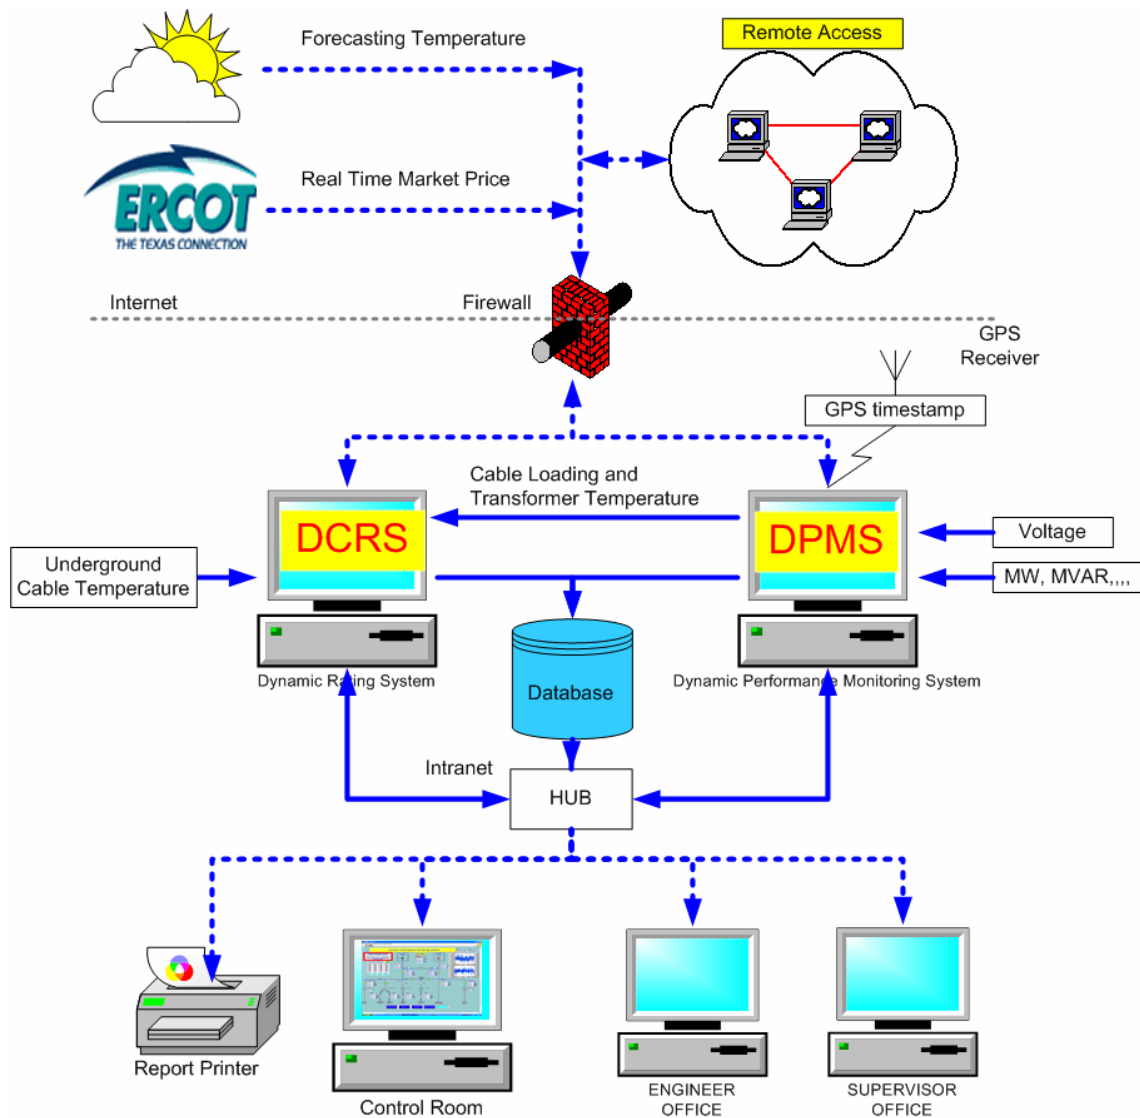 Forecasting Temperature
Remote Access
ERCOT
THE TEXAS CONNECTION
Real Time Market Price
Internet
Firewall
GPS
Receiver
GPS timestamp
Cable Loading and
Transformer Temperature
DCRS
DPMS
Voltage
MW, MVAR,,,,
Underground
Cable Temperature
Dynamic Rating System
Database
Dynamic Performance Monitoring System
Intranet
HUB
Report Printer
Control Room
ENGINEER
OFFICE
SUPERVISOR
OFFICE